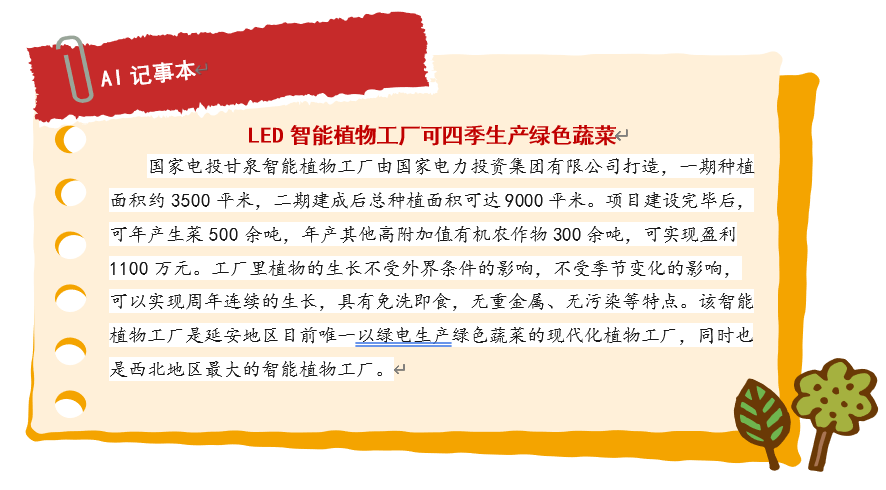 AI 记事本
LED 智能植物工厂可四季生产绿色蔬菜
国家电投甘泉智能植物工厂由国家电力投资集团有限公司打造，一期种植
面积约 3500 平米，二期建成后总种植面积可达 9000 平米。项目建设完毕后，
可年产生菜 500 余吨，年产其他高附加值有机农作物 300 余吨，可实现盈利
1100 万元。工厂里植物的生长不受外界条件的影响，不受季节变化的影响，
可以实现周年连续的生长，具有免洗即食，无重金属、无污染等特点。该智能
植物工厂是延安地区目前唯一以绿电生产绿色蔬菜的现代化植物工厂，同时也
是西北地区最大的智能植物工厂。